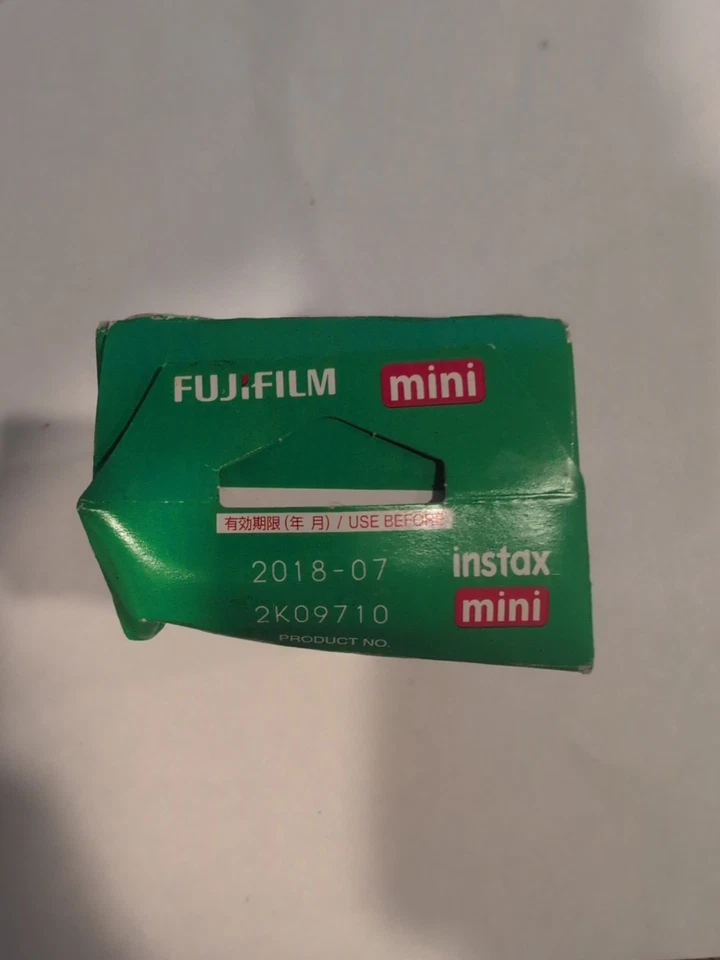 FUJIFILM mini
有効期限 (年 月) / USE BEFORE
2018-07
instax
2K09710
mini
PRODUCT NO.